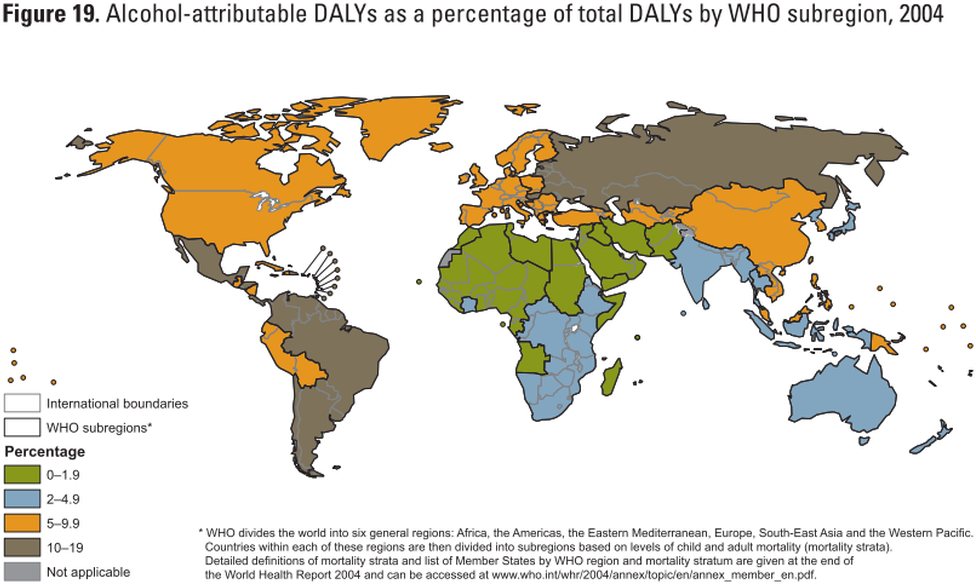 Figure 19. Alcohol-attributable DALYs as a percentage of total DALYs by WHO subregion, 2004
International boundaries
WHO subregions*
Percentage
0–1.9
2–4.9
5–9.9
10–19
Not applicable
* WHO divides the world into six general regions: Africa, the Americas, the Eastern Mediterranean, Europe, South-East Asia and the Western Pacific.
Countries within each of these regions are then divided into subregions based on levels of child and adult mortality (mortality strata).
Detailed definitions of mortality strata and list of Member States by WHO region and mortality stratum are given at the end of
the World Health Report 2004 and can be accessed at www.who.int/whr/2004/annex/topic/en/annex_member_en.pdf.